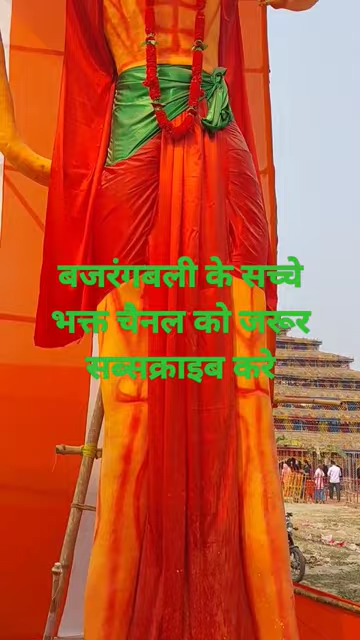 बजरंगबली के सच्चे
भक्त चैनल को जरूर
सब्सक्राइब करे